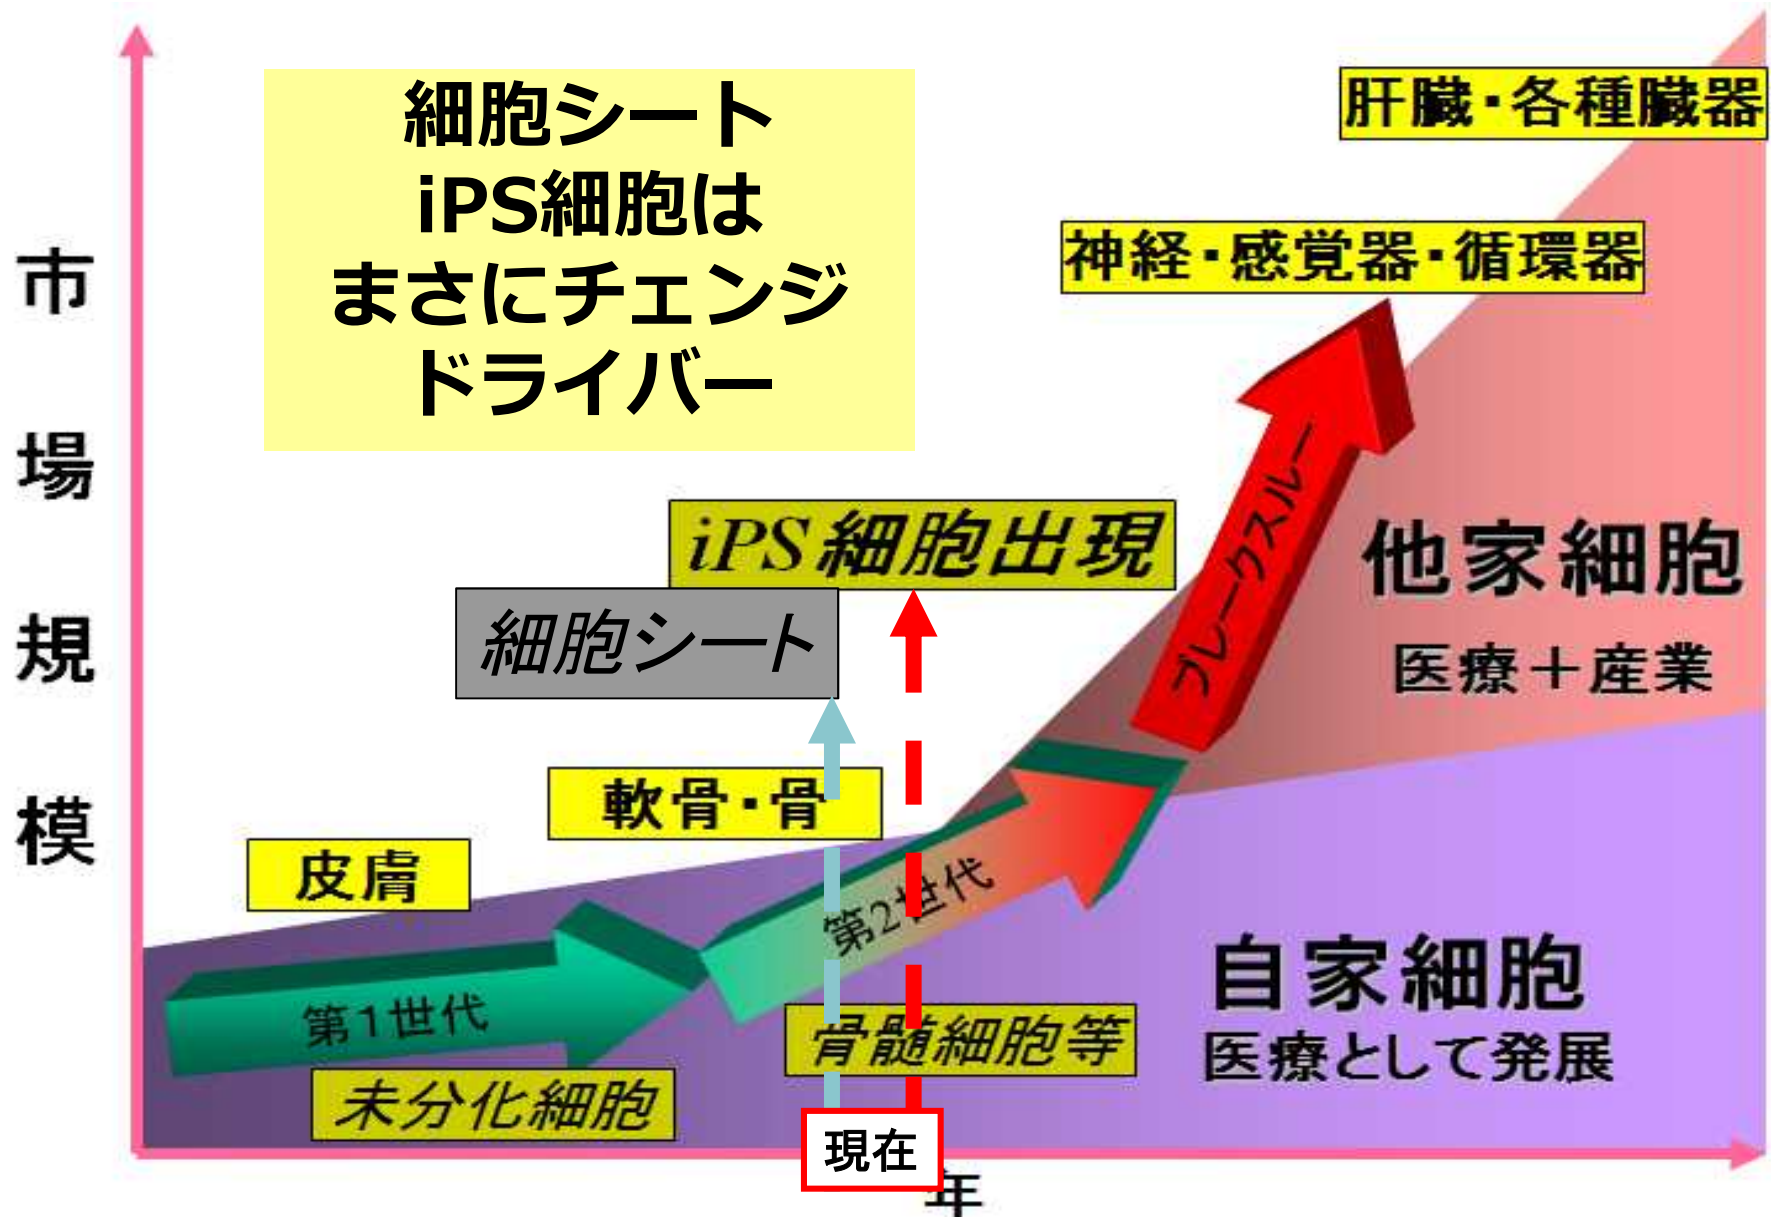 細胞シート
iPS細胞は
まさにチェンジ
ドライバー
肝臓・各種臓器
神経・感覚器・循環器
市場規模
iPS細胞出現
細胞シート
ブレークスルー
他家細胞
医療＋産業
軟骨・骨
皮膚
第2世代
第1世代
自家細胞
医療として発展
骨髄細胞等
未分化細胞
現在
年